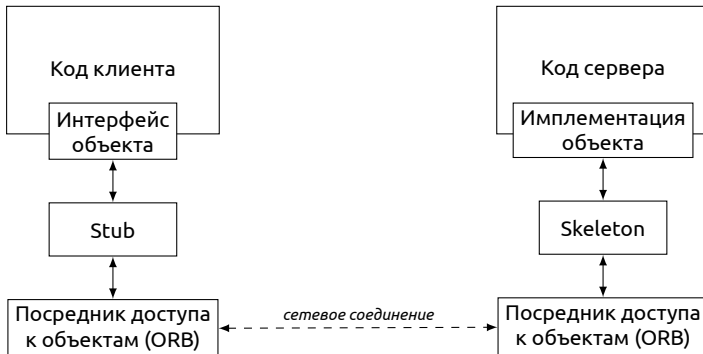 Код клиента
Интерфейс
объекта
Stub
Посредник доступа
к объектам (ORB)
сетевое соединение
Код сервера
Имплементация
объекта
Skeleton
Посредник доступа
к объектам (ORB)